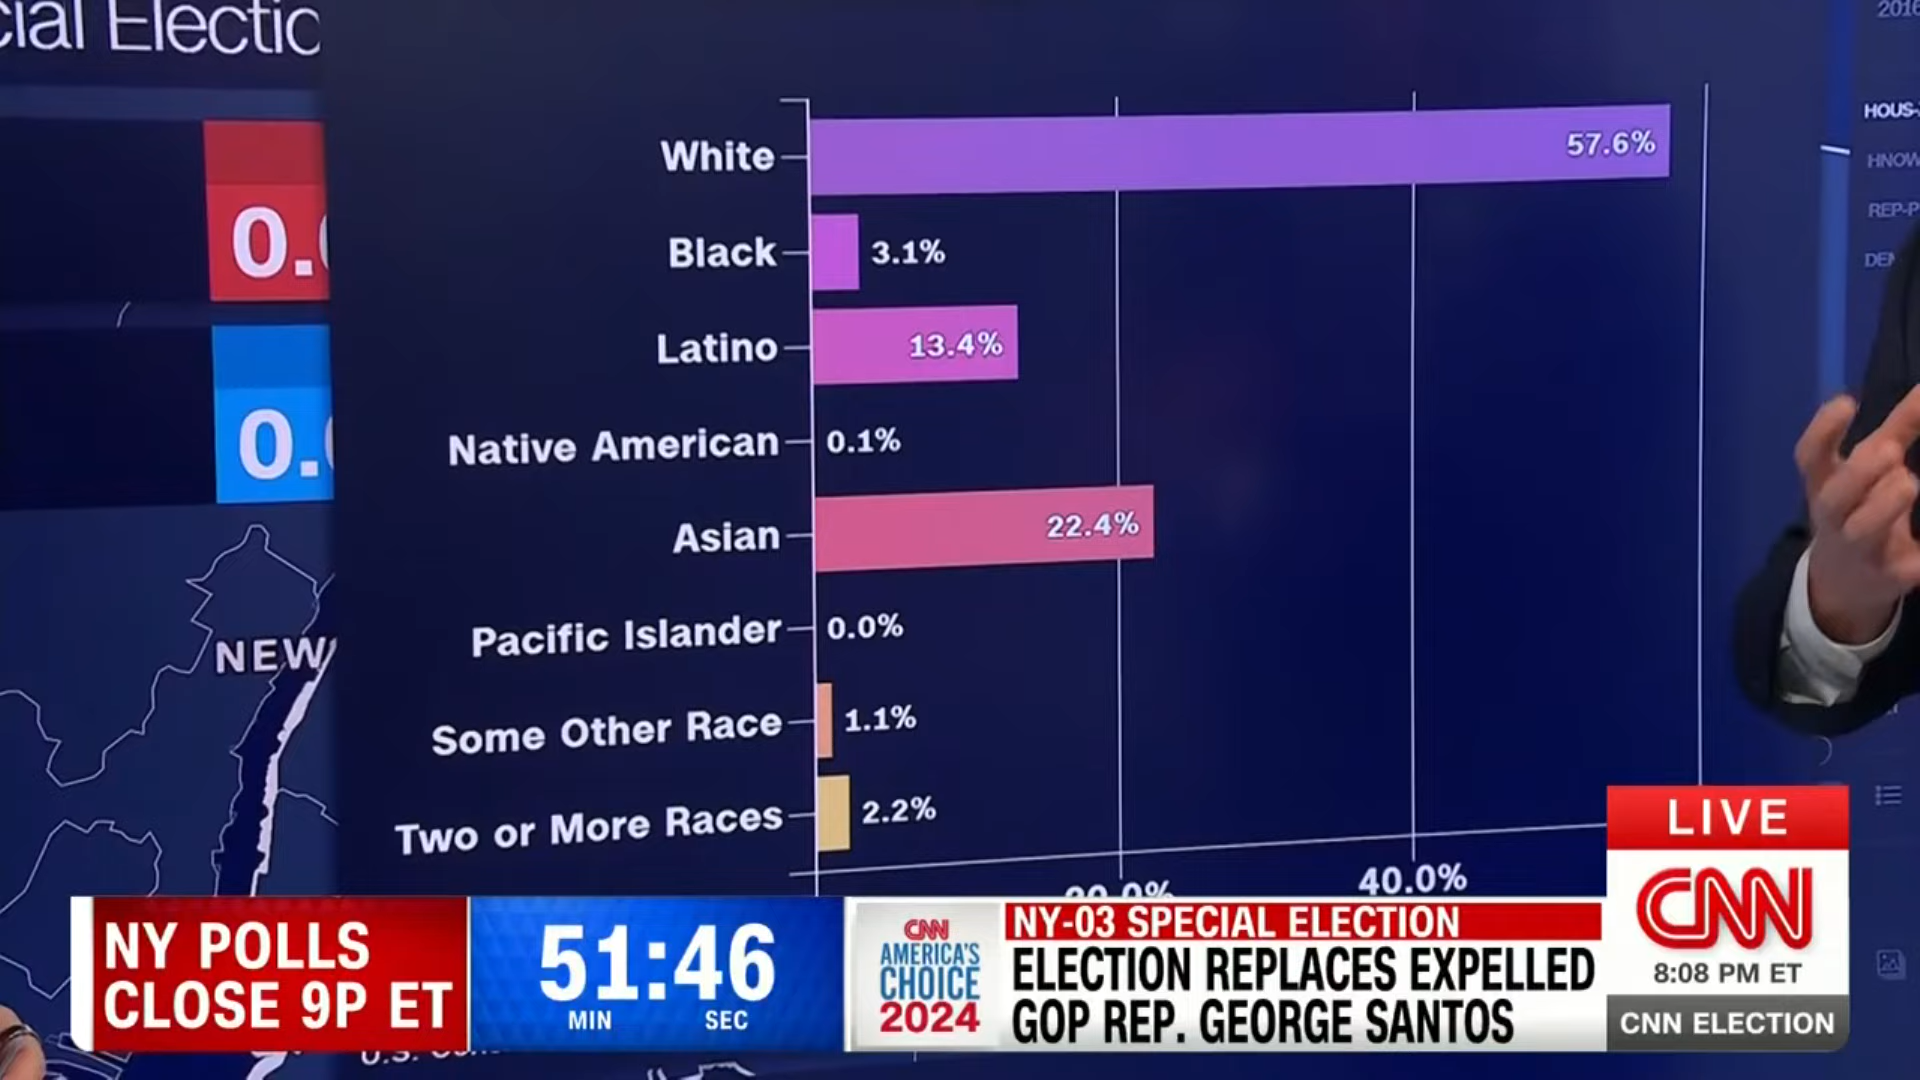 White
57.6%
Black
3.1%
Latino
13.4%
Native American
0.1%
Asian
22.4%
Pacific Islander
0.0%
Some Other Race
1.1%
Two or More Races
2.2%
40.0%
NEW
2016
NY POLLS
CLOSE 9P ET
51:46
MIN SEC
CNN
AMERICA'S
CHOICE
2024
NY-03 SPECIAL ELECTION
ELECTION REPLACES EXPELLED
GOP REP. GEORGE SANTOS
LIVE
CNN
8:08 PM ET
CNN ELECTION